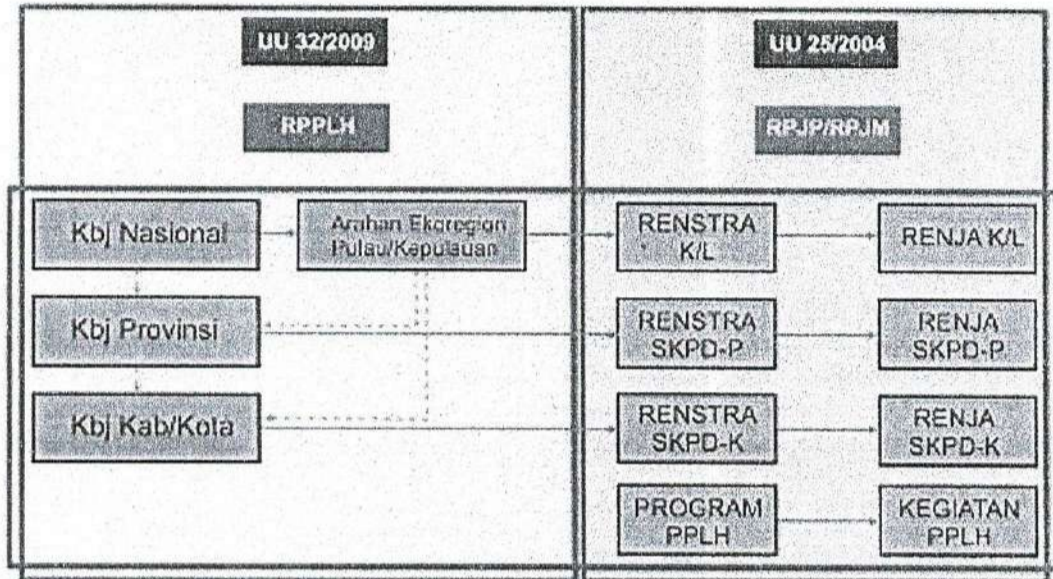 UU 32/2009
UU 25/2004
RPPLH
RPJP/RPJM
Kbj Nasional
Arahan Ekoregion
Pulau/Kepulauan
RENSTRA
K/L
RENJA K/L
Kbj Provinsi
RENSTRA
SKPD-P
RENJA
SKPD-P
Kbj Kab/Kota
RENSTRA
SKPD-K
RENJA
SKPD-K
PROGRAM
PPLH
KEGIATAN
PPLH